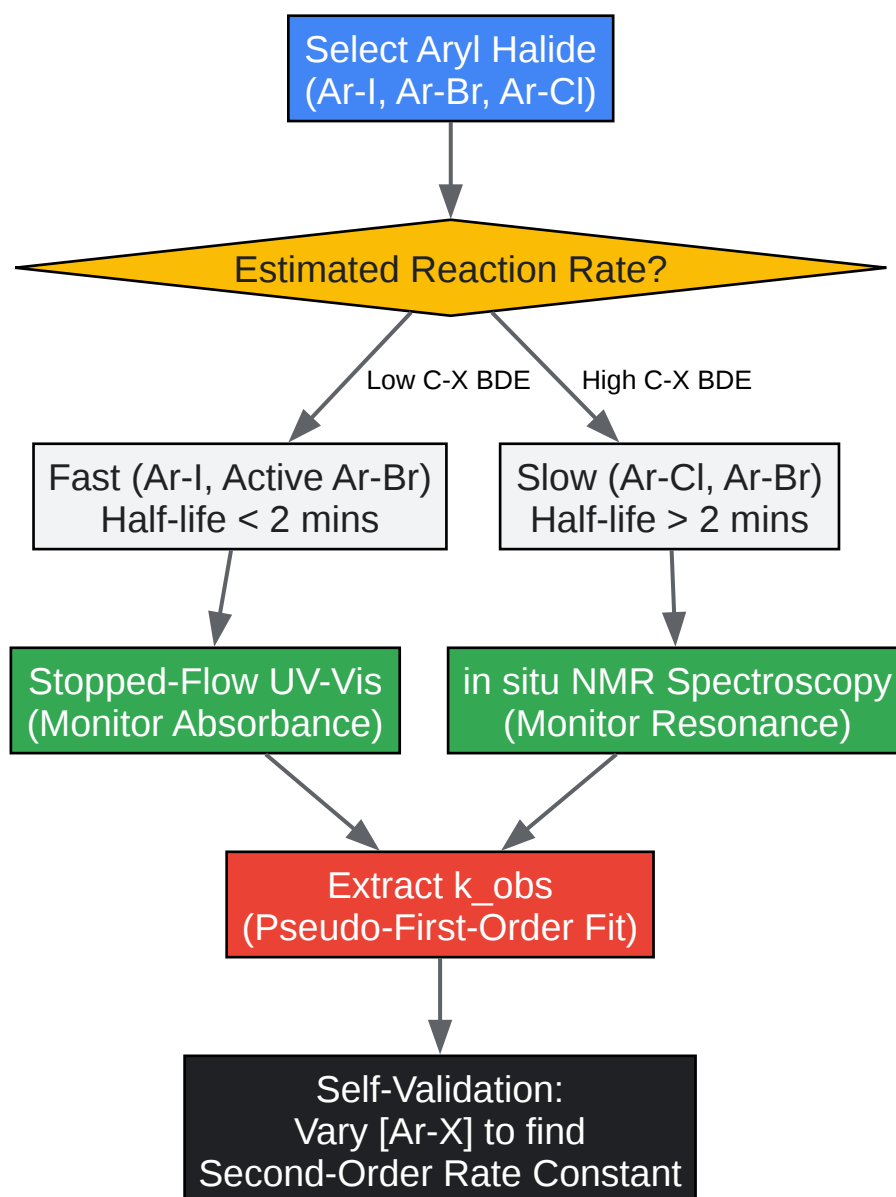 Select Aryl Halide
(Ar-I, Ar-Br, Ar-Cl)
Estimated Reaction Rate?
Low C-X BDE
High C-X BDE
Fast (Ar-I, Active Ar-Br)
Half-life < 2 mins
Slow (Ar-Cl, Ar-Br)
Half-life > 2 mins
Stopped-Flow UV-Vis
(Monitor Absorbance)
in situ NMR Spectroscopy
(Monitor Resonance)
Extract k_obs
(Pseudo-First-Order Fit)
Self-Validation:
Vary [Ar-X] to find
Second-Order Rate Constant